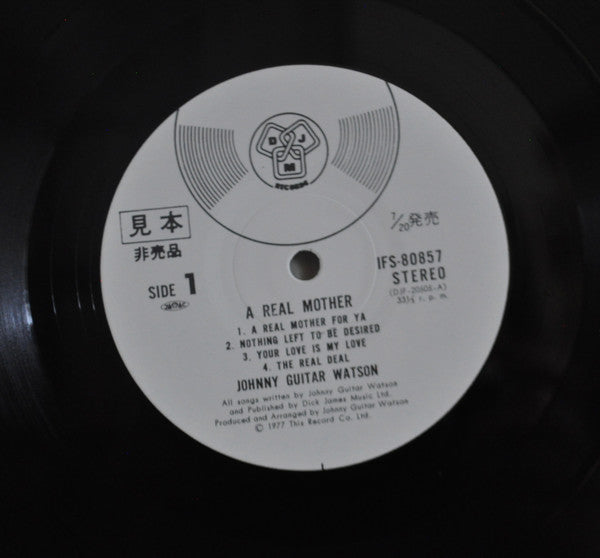 D J
M
RECORDS
見本
非売品
1/20発売
SIDE 1
IFS-80857
STEREO
(DJF-20505-A)
33⅓ r. p. m.
A REAL MOTHER
1. A REAL MOTHER FOR YA
2. NOTHING LEFT TO BE DESIRED
3. YOUR LOVE IS MY LOVE
4. THE REAL DEAL
JOHNNY GUITAR WATSON
All songs written by Johnny Guitar Watson
and Published by Dick James Music Ltd.
Produced and Arranged by Johnny Guitar Watson
© 1977 This Record Co. Ltd.